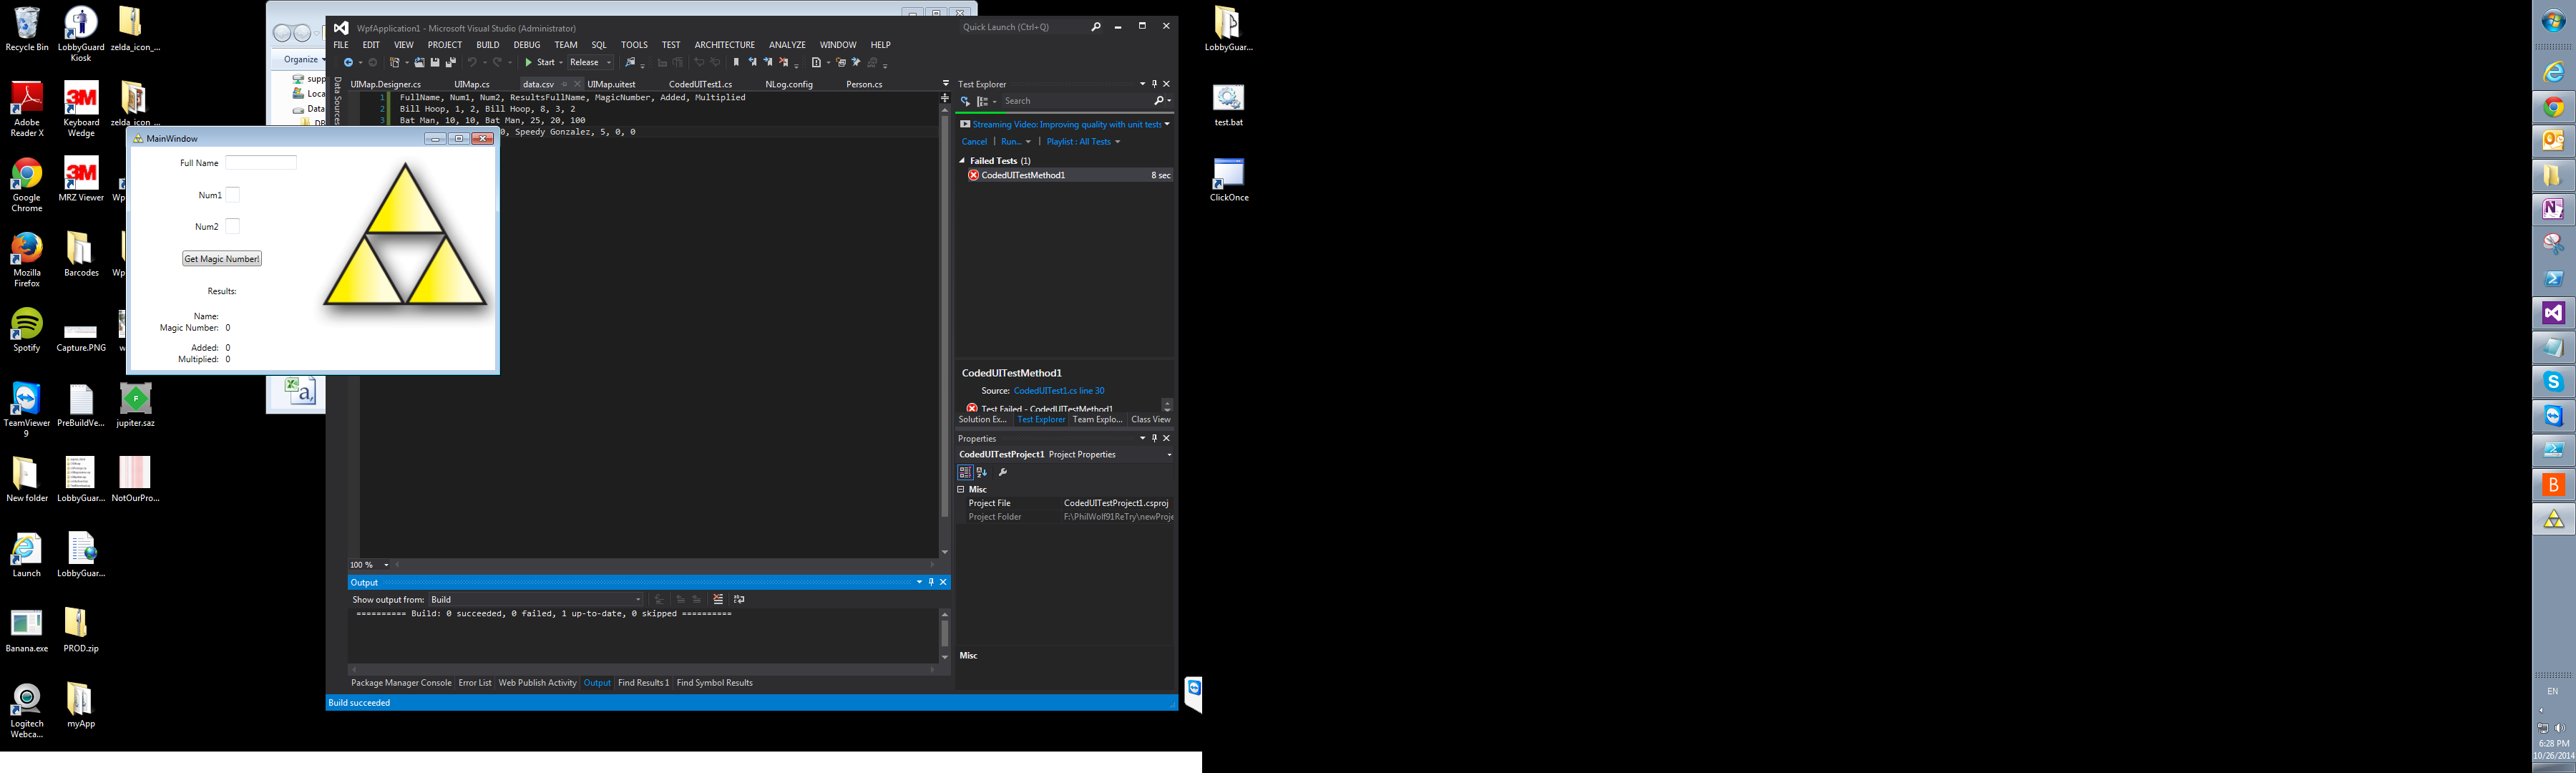 Recycle Bin
LobbyGuard
Kiosk
zelda_icon_...
Adobe
Reader X
3M
Keyboard
Wedge
zelda_icon_...
Google
Chrome
3M
MRZ Viewer
Wp
Mozilla
Firefox
Barcodes
Wp
Spotify
Capture.PNG
w
TeamViewer
9
PreBuildVe...
jupiter.saz
New folder
LobbyGuar...
NotOurPro...
Launch
LobbyGuar...
Banana.exe
PROD.zip
Logitech
Webca...
myApp
Organize
supp
Loca
Data
DB
MainWindow
Full Name
Num1
Num2
Get Magic Number!
Results:
Name:
Magic Number: 0
Added: 0
Multiplied: 0
WpfApplication1 - Microsoft Visual Studio (Administrator)
Quick Launch (Ctrl+Q)
FILE EDIT VIEW PROJECT BUILD DEBUG TEAM SQL TOOLS TEST ARCHITECTURE ANALYZE WINDOW HELP
Start Release
Data Sources
UIMap.Designer.cs UIMap.cs data.csv UIMap.uitest CodedUITest1.cs NLog.config Person.cs
1 FullName, Num1, Num2, ResultsFullName, MagicNumber, Added, Multiplied
2 Bill Hoop, 1, 2, Bill Hoop, 8, 3, 2
3 Bat Man, 10, 10, Bat Man, 25, 20, 100
0, Speedy Gonzalez, 5, 0, 0
100 %
Output
Show output from: Build
========== Build: 0 succeeded, 0 failed, 1 up-to-date, 0 skipped ==========
Package Manager Console Error List Web Publish Activity Output Find Results 1 Find Symbol Results
Build succeeded
Test Explorer
Search
Streaming Video: Improving quality with unit tests
Cancel | Run... | Playlist : All Tests
Failed Tests (1)
CodedUITestMethod1 8 sec
CodedUITestMethod1
Source: CodedUITest1.cs line 30
Test Failed - CodedUITestMethod1
Solution Ex... Test Explorer Team Explo... Class View
Properties
CodedUITestProject1 Project Properties
Misc
Project File CodedUITestProject1.csproj
Project Folder F:\PhilWolf91ReTry\newProje
Misc
LobbyGuar...
test.bat
ClickOnce
EN
6:28 PM
10/26/2014